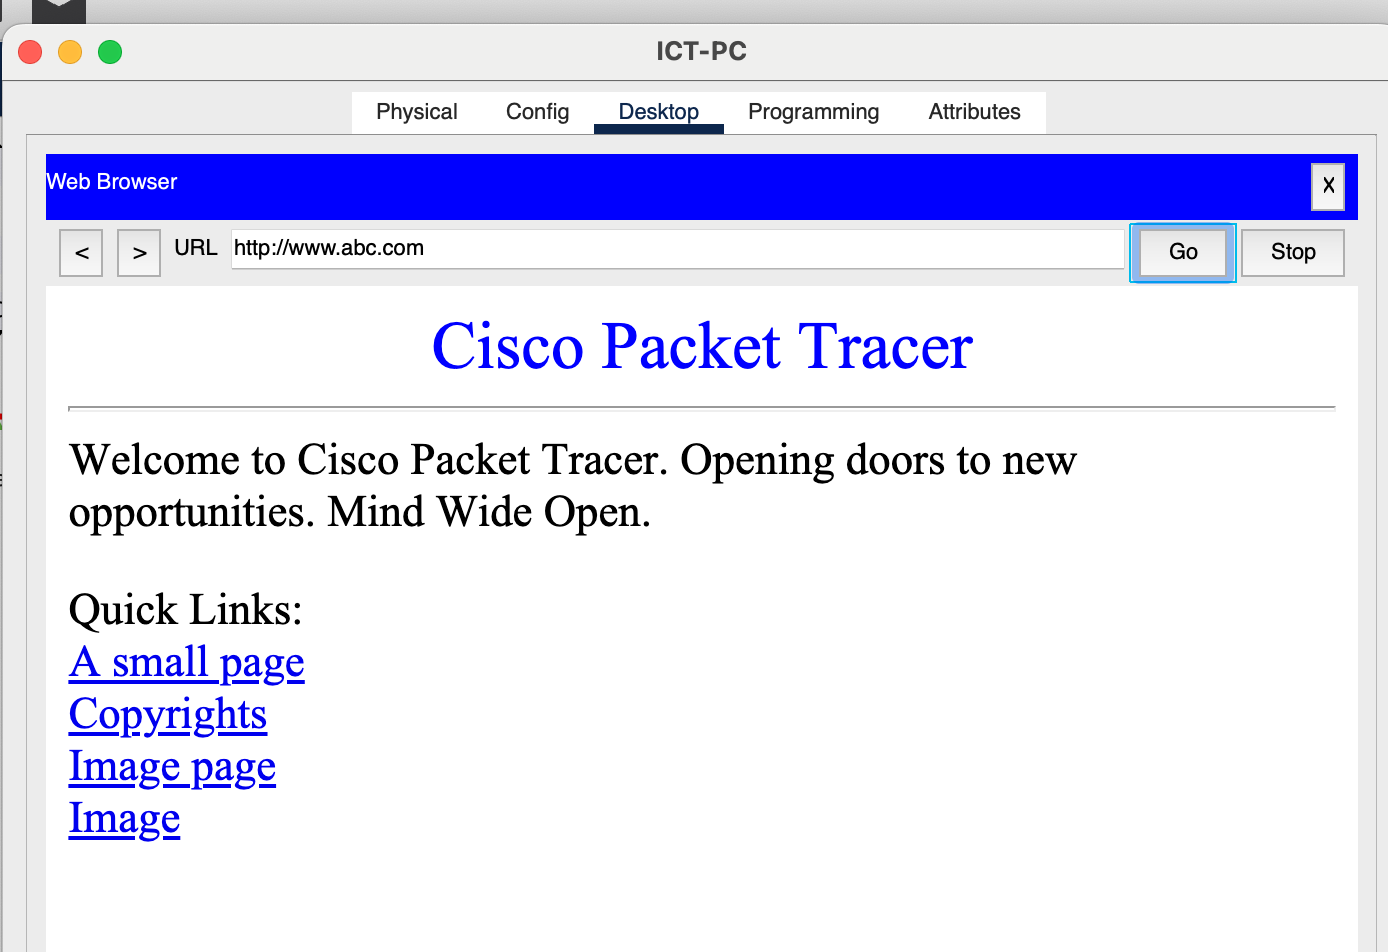 ICT-PC
Physical Config Desktop Programming Attributes
Web Browser X
< > URL http://www.abc.com Go Stop
Cisco Packet Tracer
Welcome to Cisco Packet Tracer. Opening doors to new
opportunities. Mind Wide Open.
Quick Links:
A small page
Copyrights
Image page
Image